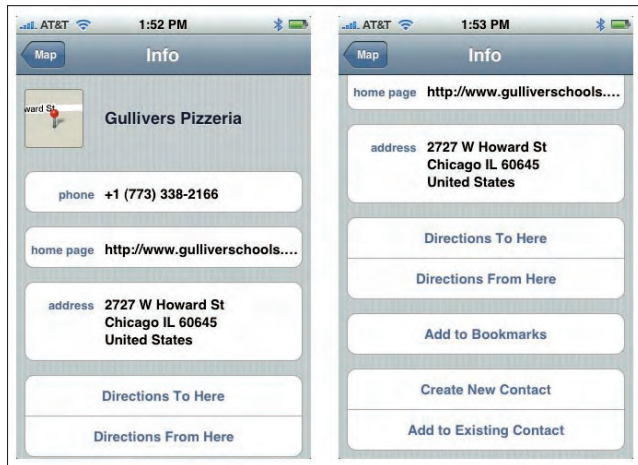 AT&T 1:52 PM
Map Info
ward St
Gullivers Pizzeria
phone +1 (773) 338-2166
home page http://www.gulliverschools....
address 2727 W Howard St
Chicago IL 60645
United States
Directions To Here
Directions From Here
AT&T 1:53 PM
Map Info
home page http://www.gulliverschools....
address 2727 W Howard St
Chicago IL 60645
United States
Directions To Here
Directions From Here
Add to Bookmarks
Create New Contact
Add to Existing Contact